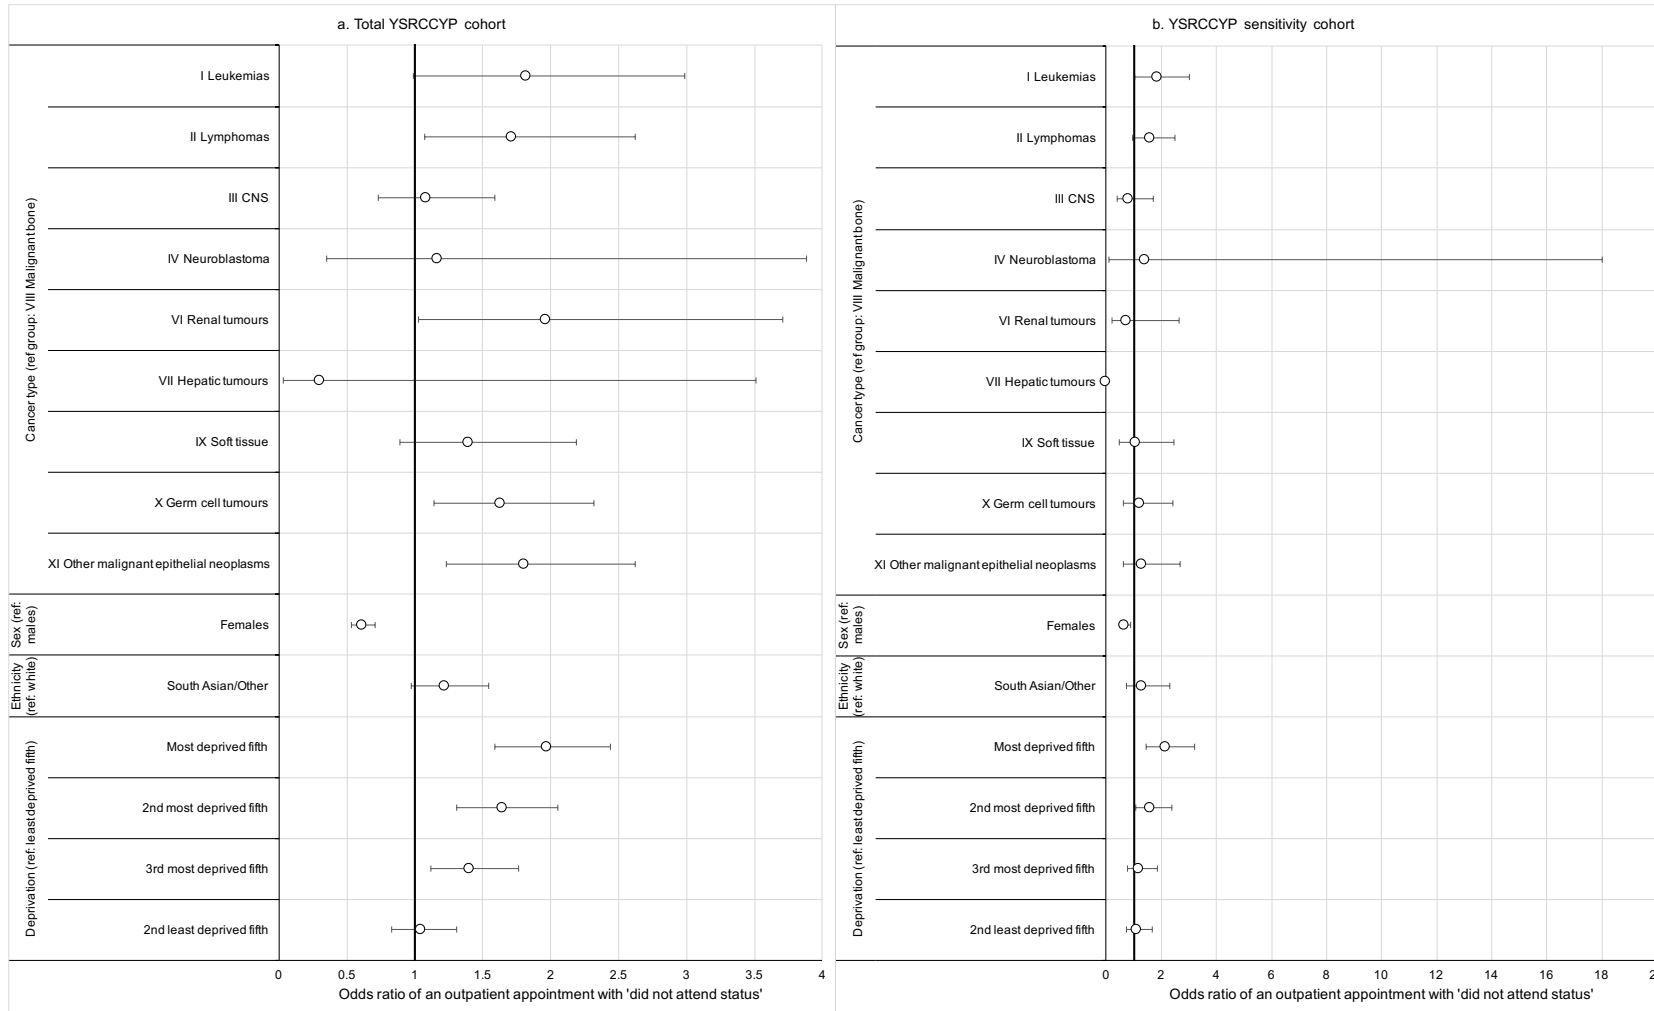 a. Total YSRCCYP cohort
Cancer type (ref group: VIII Malignant bone)
I Leukemias
II Lymphomas
III CNS
IV Neuroblastoma
VI Renal tumours
VII Hepatic tumours
IX Soft tissue
X Germ cell tumours
XI Other malignant epithelial neoplasms
Sex (ref:
males)
Females
Ethnicity
(ref: white)
South Asian/Other
Deprivation (ref: least deprived fifth)
Most deprived fifth
2nd most deprived fifth
3rd most deprived fifth
2nd least deprived fifth
0 0.5 1 1.5 2 2.5 3 3.5 4
Odds ratio of an outpatient appointment with 'did not attend status'
b. YSRCCYP sensitivity cohort
Cancer type (ref group: VIII Malignant bone)
I Leukemias
II Lymphomas
III CNS
IV Neuroblastoma
VI Renal tumours
VII Hepatic tumours
IX Soft tissue
X Germ cell tumours
XI Other malignant epithelial neoplasms
Sex (ref:
males)
Females
Ethnicity
(ref: white)
South Asian/Other
Deprivation (ref: least deprived fifth)
Most deprived fifth
2nd most deprived fifth
3rd most deprived fifth
2nd least deprived fifth
0 2 4 6 8 10 12 14 16 18
Odds ratio of an outpatient appointment with 'did not attend status'